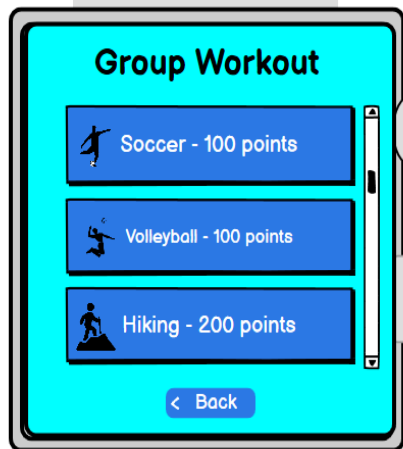 Group Workout
Soccer - 100 points
Volleyball - 100 points
Hiking - 200 points
< Back